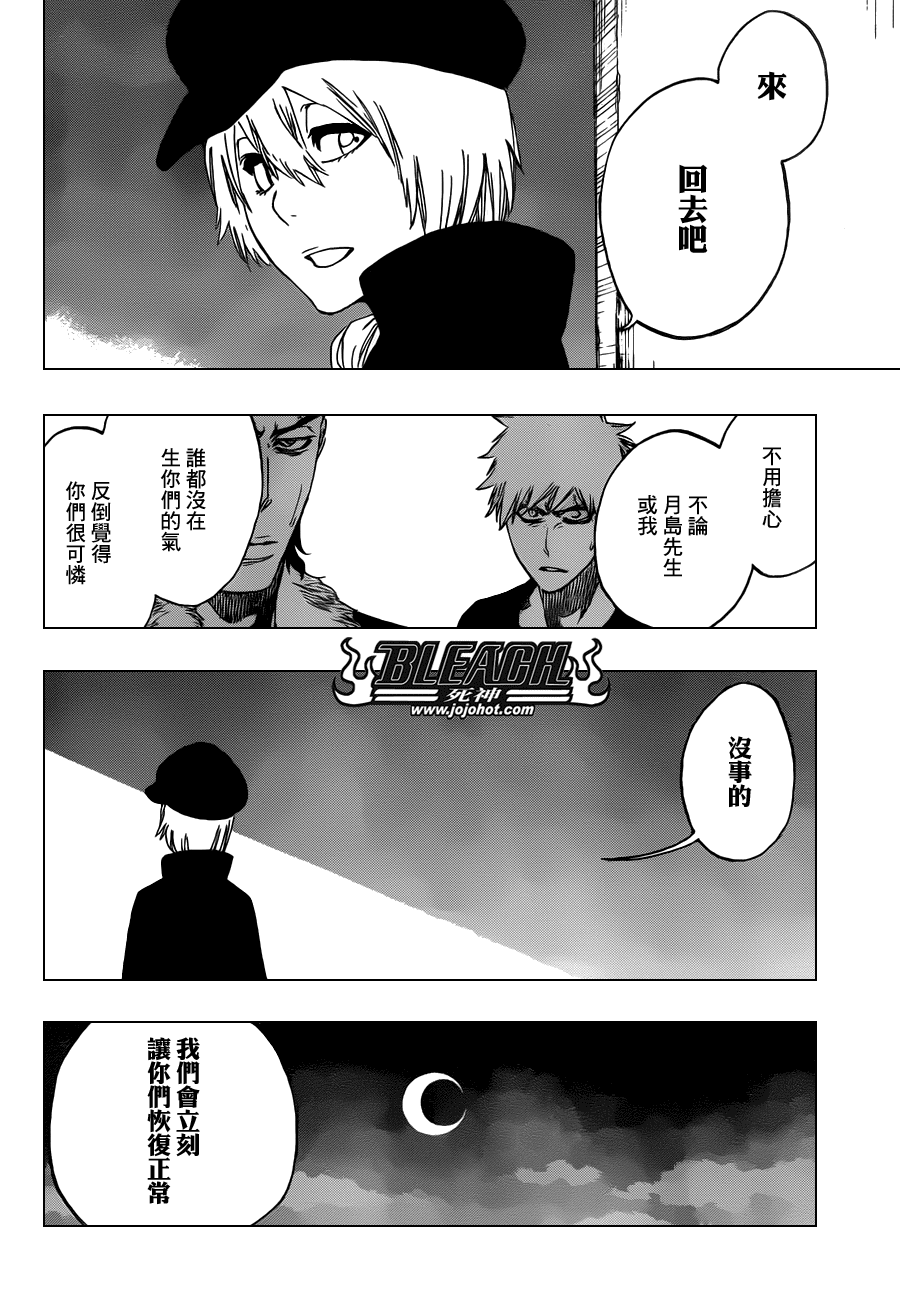 來
回去吧
不用擔心
不論
月島先生
或我
誰都沒在
生你們的氣
反倒覺得
你們很可憐
BLEACH
死神
www.jojohot.com
沒事的
我們會立刻
讓你們恢復正常